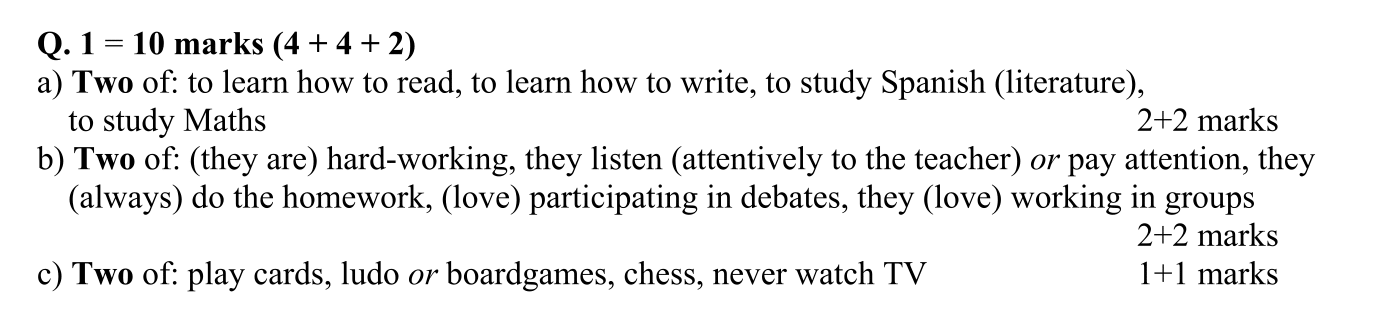 Q. 1 = 10 marks (4 + 4 + 2)
a) Two of: to learn how to read, to learn how to write, to study Spanish (literature),
to study Maths 2+2 marks
b) Two of: (they are) hard-working, they listen (attentively to the teacher) or pay attention, they
(always) do the homework, (love) participating in debates, they (love) working in groups
2+2 marks
c) Two of: play cards, ludo or boardgames, chess, never watch TV 1+1 marks